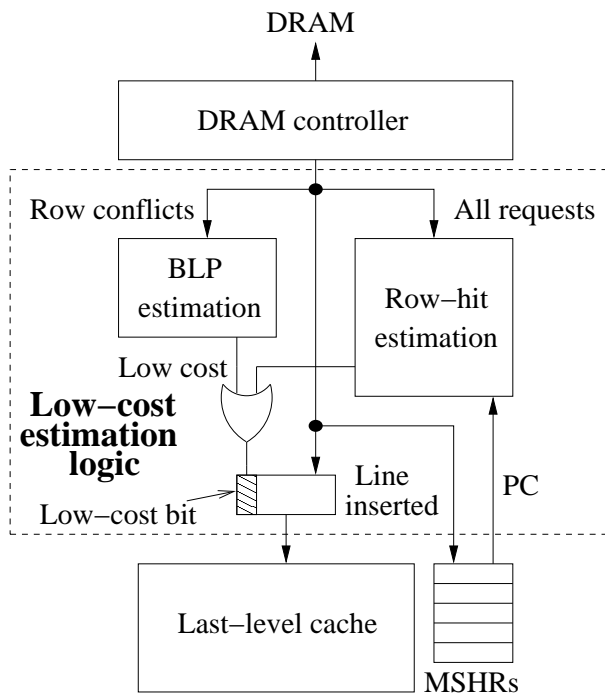 DRAM
DRAM controller
Row conflicts
All requests
BLP
estimation
Row−hit
estimation
Low cost
Low−cost
estimation
logic
Line
inserted
Low−cost bit
PC
Last−level cache
MSHRs